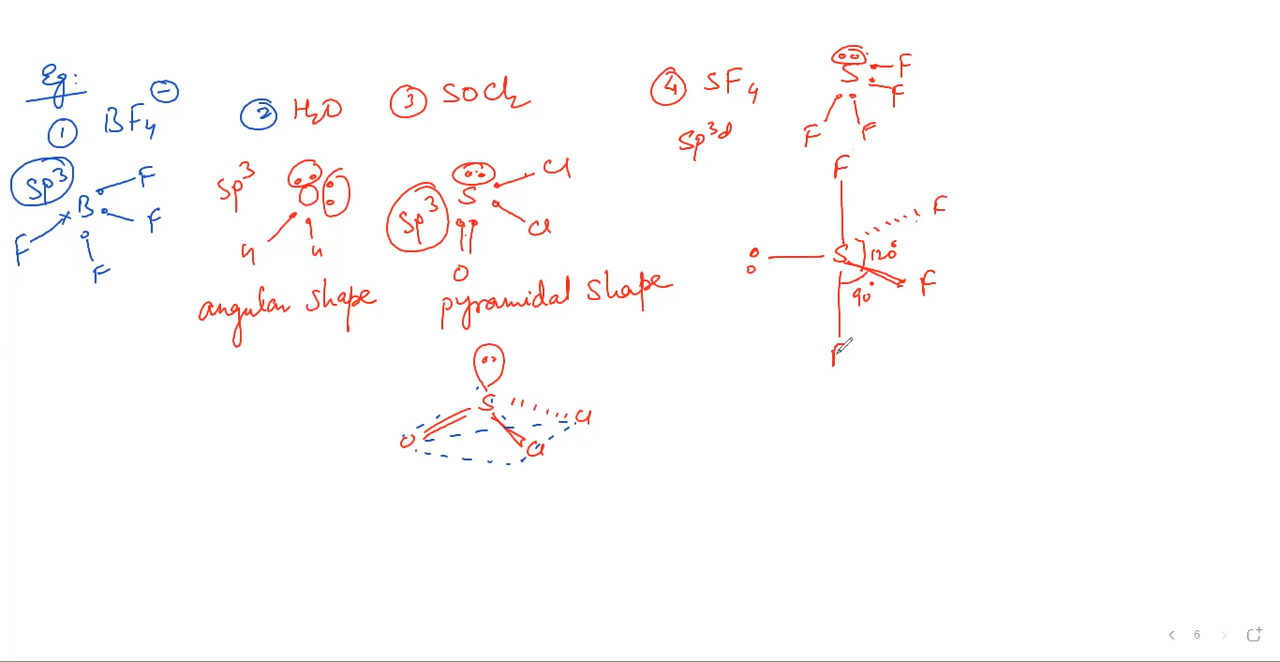 Eg:
① BF₄⁻
sp³
B F
F
F
F
② H₂O
sp³
O
H H
angular shape
③ SOCl₂
sp³
S Cl
Cl
O
pyramidal shape
S
O Cl
Cl
④ SF₄
sp³d
S F
F
F F
F
F
S 120°
F
90°
F
6